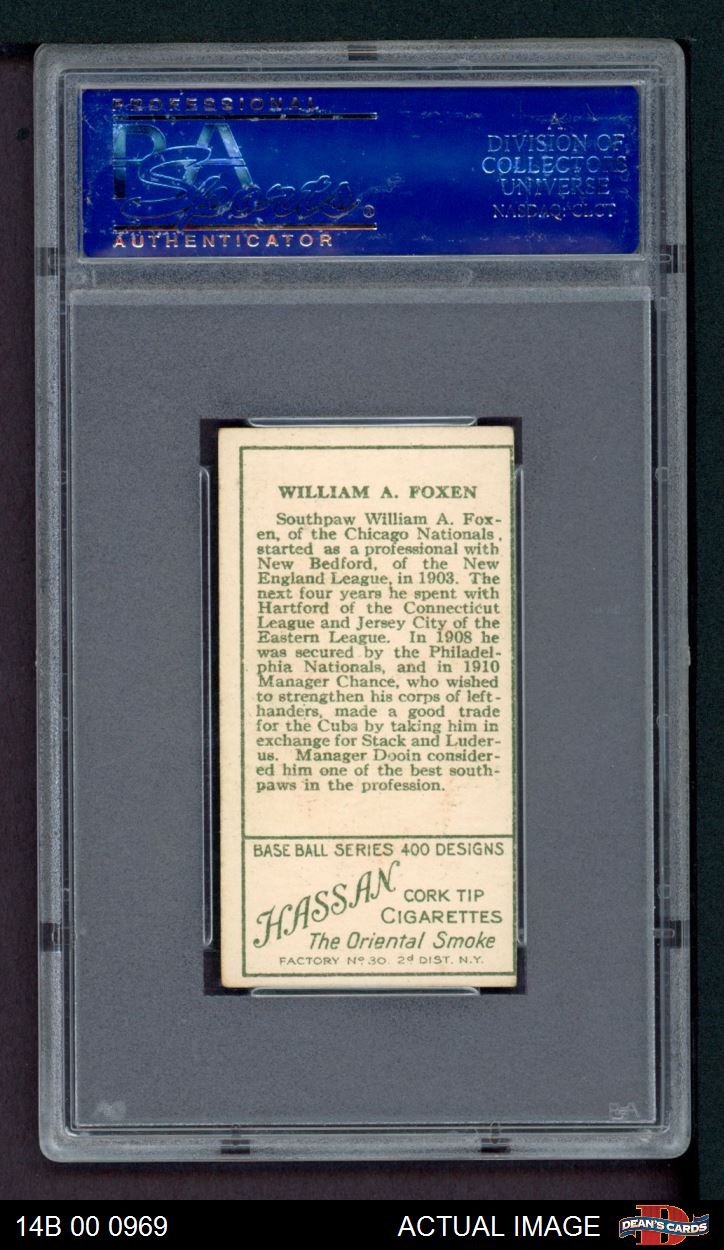 PROFESSIONAL
PSA
Sports ®
AUTHENTICATOR
A
DIVISION OF
COLLECTORS
UNIVERSE
NASDAQ: CLCT
WILLIAM A. FOXEN
Southpaw William A. Fox-
en, of the Chicago Nationals,
started as a professional with
New Bedford, of the New
England League, in 1903. The
next four years he spent with
Hartford of the Connecticut
League and Jersey City of the
Eastern League. In 1908 he
was secured by the Philadel-
phia Nationals, and in 1910
Manager Chance, who wished
to strengthen his corps of left-
handers, made a good trade
for the Cubs by taking him in
exchange for Stack and Luder-
us. Manager Dooin consider-
ed him one of the best south-
paws in the profession.
BASE BALL SERIES 400 DESIGNS
HASSAN
CORK TIP
CIGARETTES
The Oriental Smoke
FACTORY Nº 30. 2d DIST. N.Y.
PSA
14B 00 0969
ACTUAL IMAGE
DEAN'S CARDS